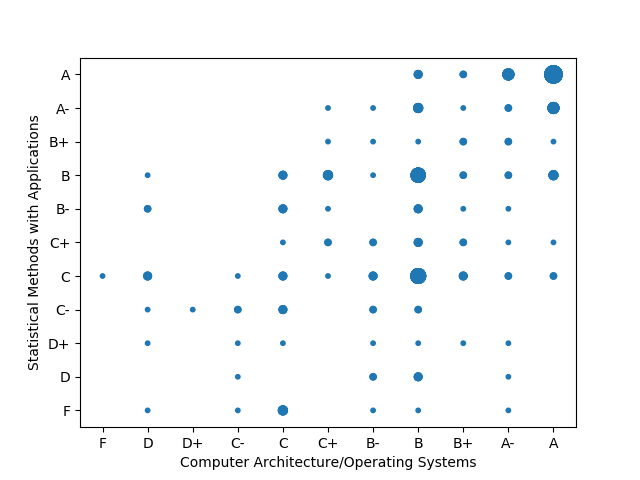 Statistical Methods with Applications
A
A-
B+
B
B-
C+
C
C-
D+
D
F
F D D+ C- C C+ B- B B+ A- A
Computer Architecture/Operating Systems